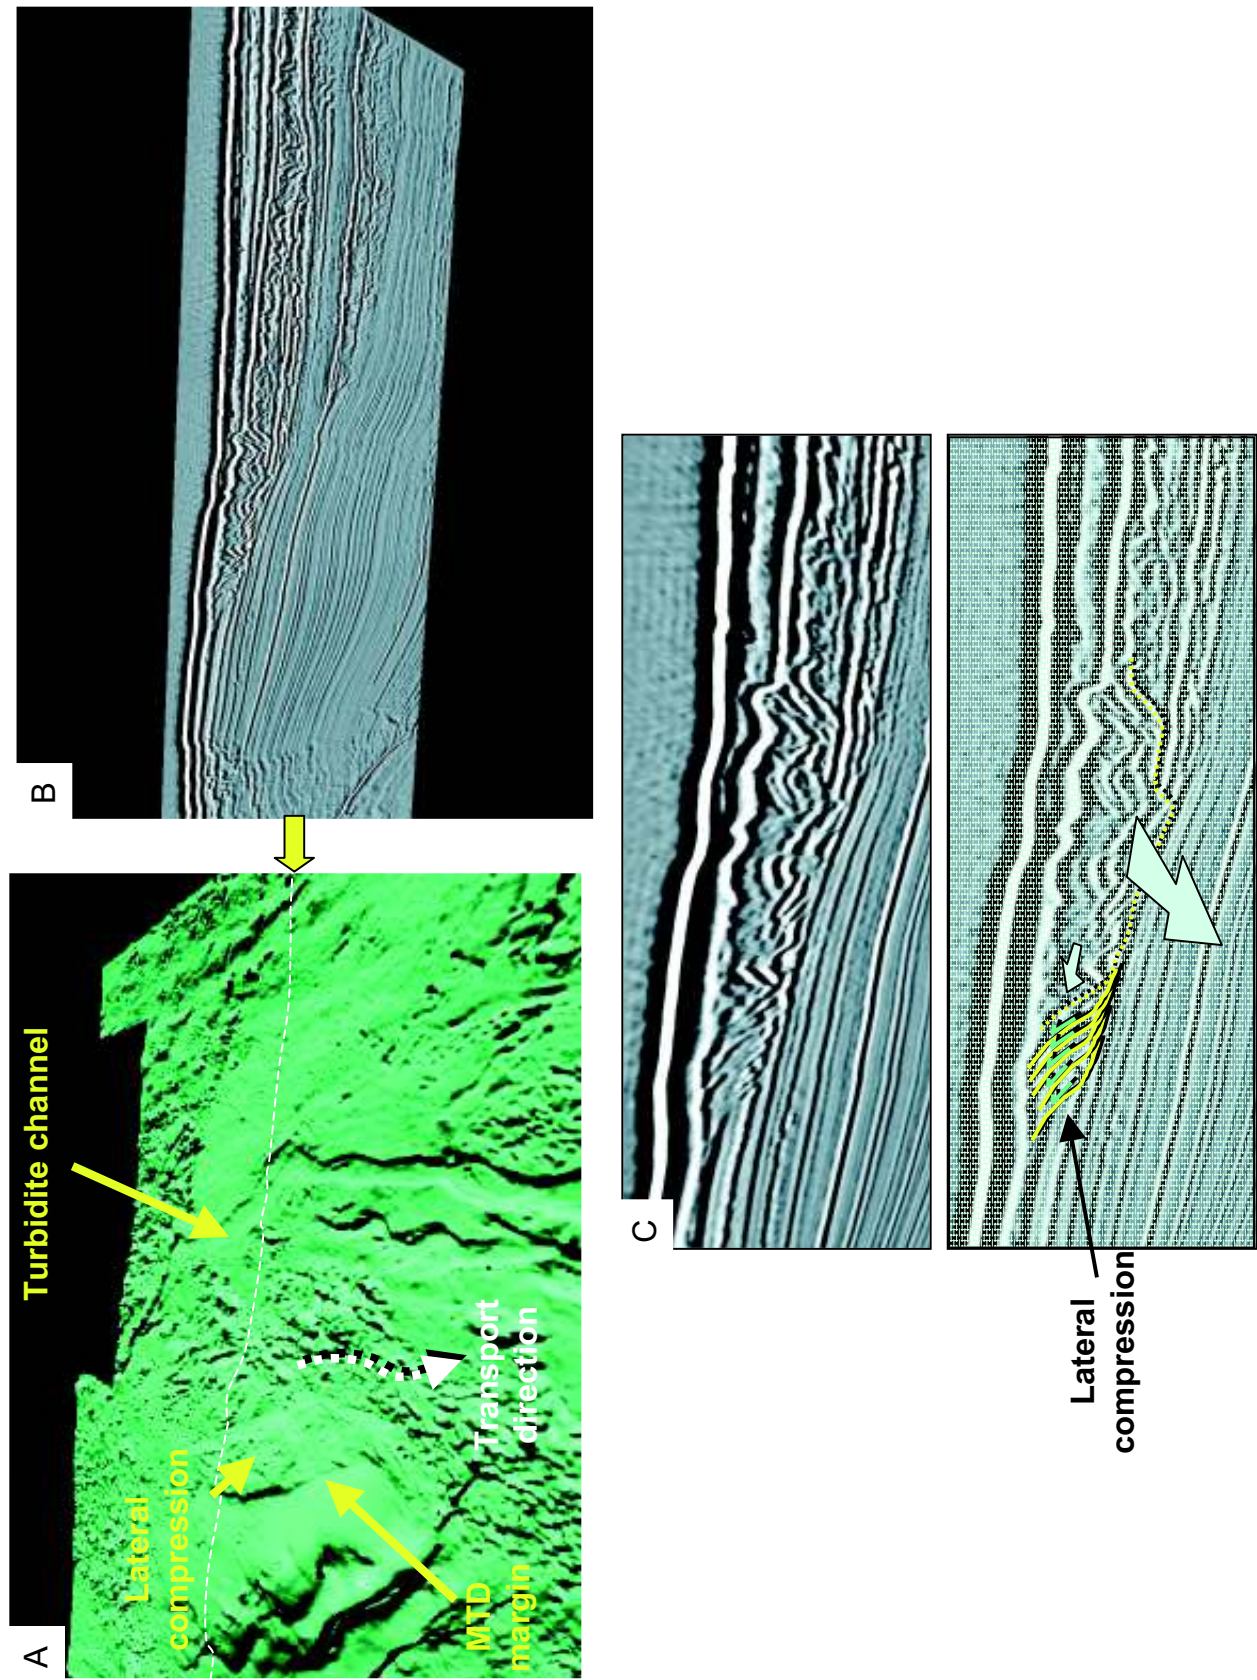 A
Turbidite channel
Lateral
compression
MTD
margin
Transport
direction
B
C
Lateral
compression